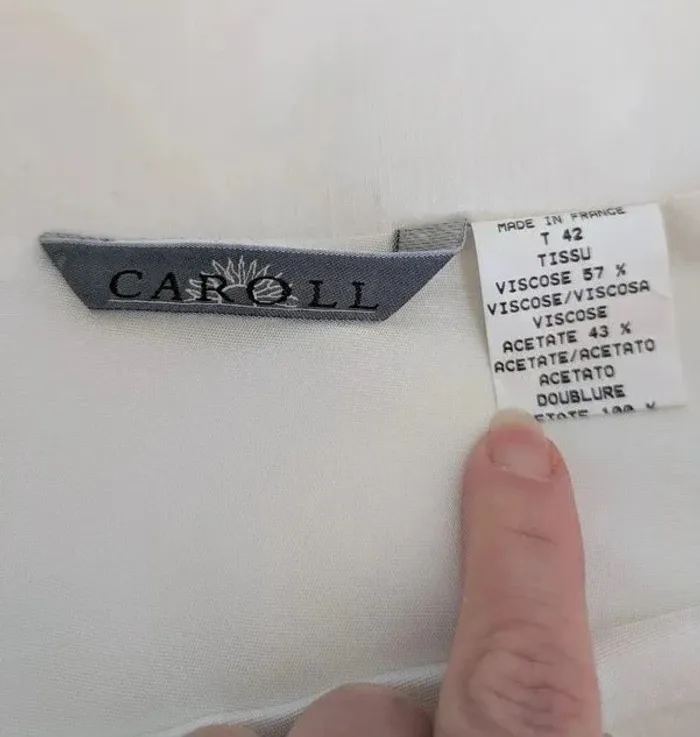 CAROLL
MADE IN FRANCE
T 42
TISSU
VISCOSE 57 %
VISCOSE/VISCOSA
VISCOSE
ACETATE 43 %
ACETATE/ACETATO
ACETATO
DOUBLURE